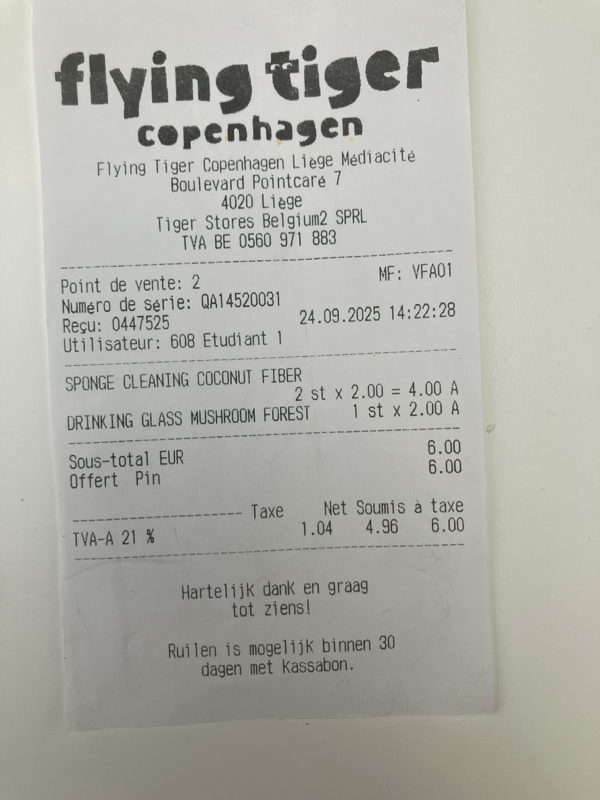 flying tiger
copenhagen
Flying Tiger Copenhagen Liège Médiacité
Boulevard Pointcaré 7
4020 Liège
Tiger Stores Belgium2 SPRL
TVA BE 0560 971 883
Point de vente: 2 MF: VFA01
Numéro de série: QA14520031
Reçu: 0447525 24.09.2025 14:22:28
Utilisateur: 608 Etudiant 1
SPONGE CLEANING COCONUT FIBER
2 st x 2.00 = 4.00 A
DRINKING GLASS MUSHROOM FOREST 1 st x 2.00 A
Sous-total EUR 6.00
Offert Pin 6.00
-------------------- Taxe Net Soumis à taxe
TVA-A 21 % 1.04 4.96 6.00
Hartelijk dank en graag
tot ziens!
Ruilen is mogelijk binnen 30
dagen met Kassabon.